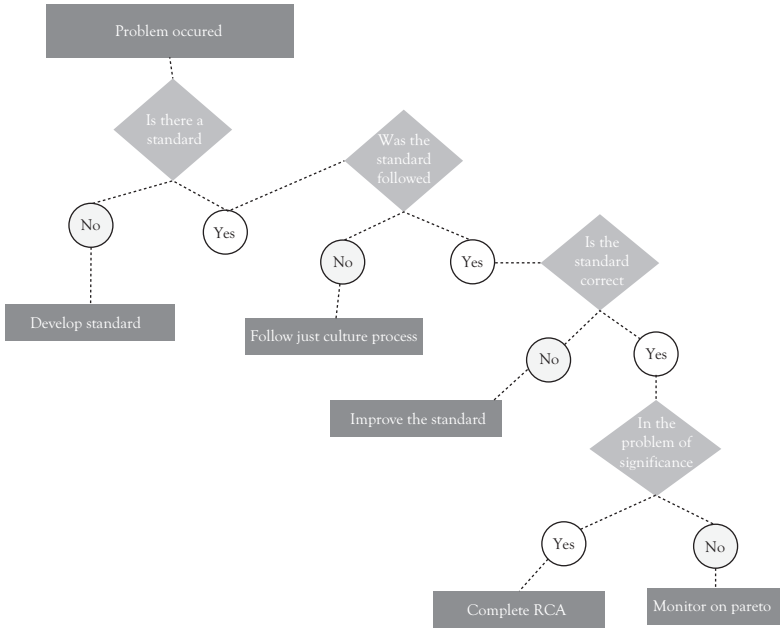 Problem occured
Is there a
standard
Was the
standard
followed
No
Yes
Is the
standard
correct
No
Yes
Develop standard
Follow just culture process
No
Yes
Improve the standard
In the
problem of
significance
Yes
No
Complete RCA
Monitor on pareto